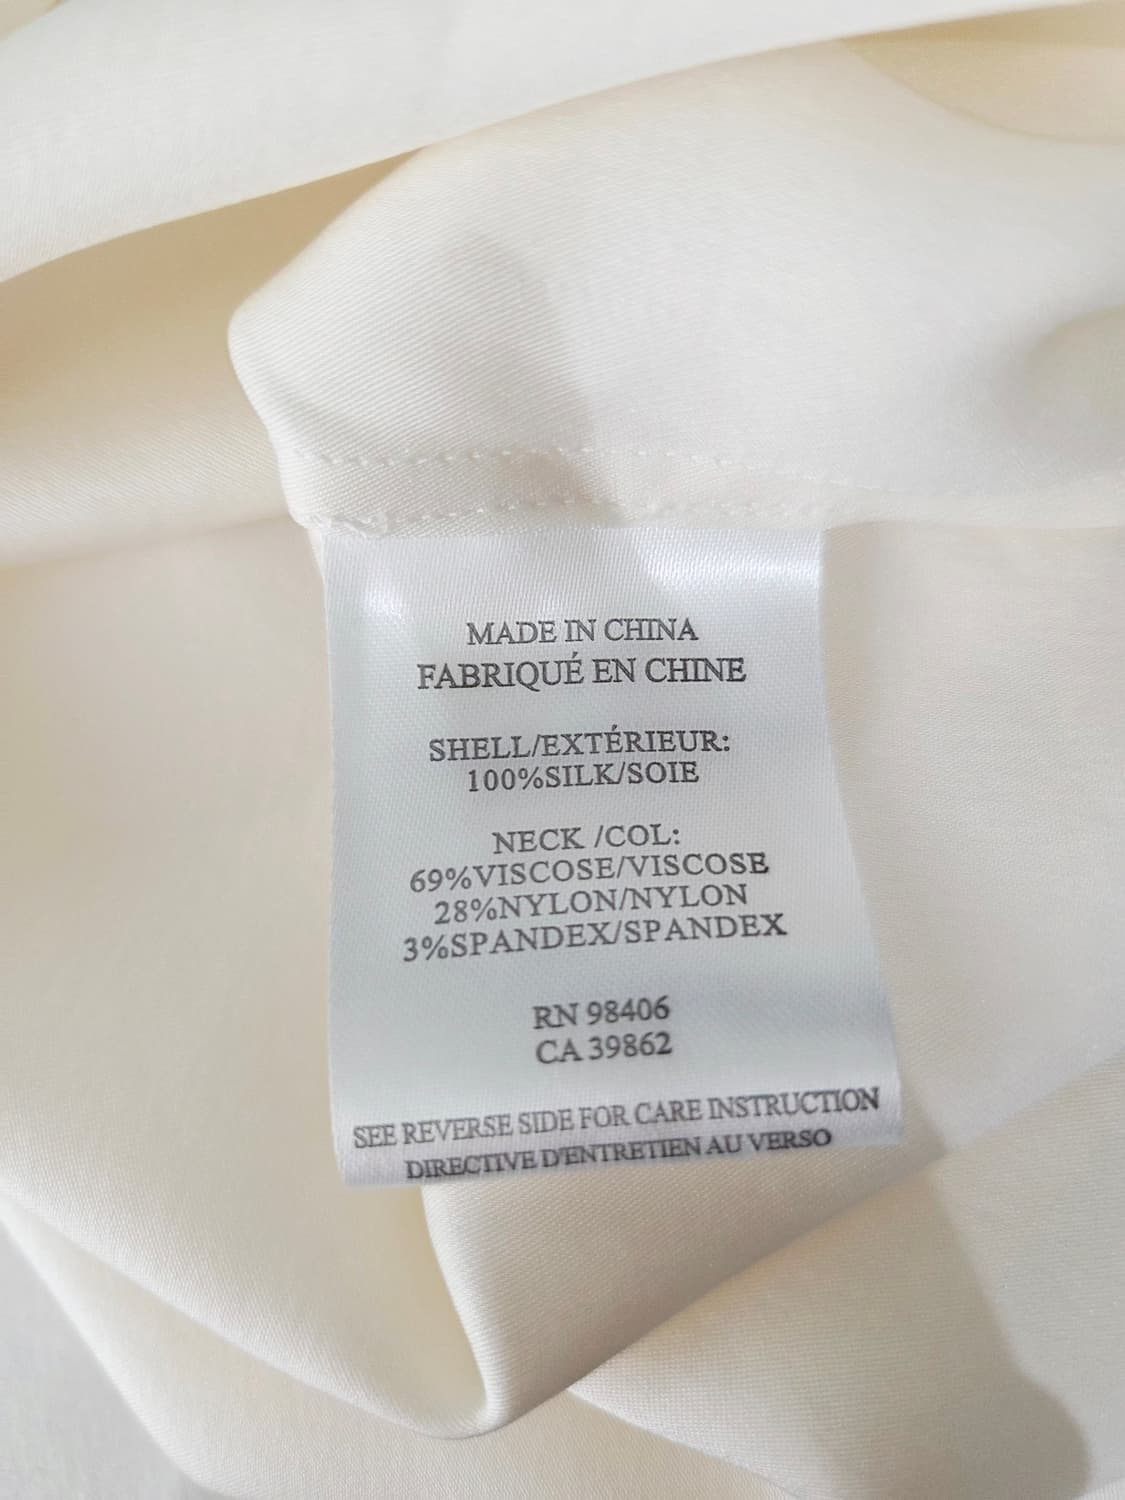 MADE IN CHINA
FABRIQUÉ EN CHINE
SHELL/EXTÉRIEUR:
100%SILK/SOIE
NECK /COL:
69%VISCOSE/VISCOSE
28%NYLON/NYLON
3%SPANDEX/SPANDEX
RN 98406
CA 39862
SEE REVERSE SIDE FOR CARE INSTRUCTION
DIRECTIVE D'ENTRETIEN AU VERSO